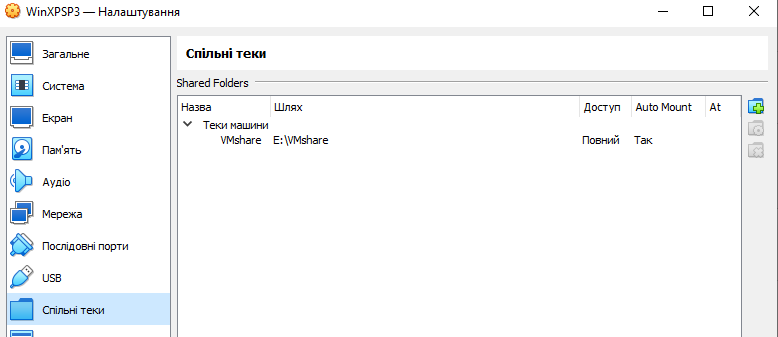 WinXPSP3 — Налаштування
Загальне
Система
Екран
Пам'ять
Аудіо
Мережа
Послідовні порти
USB
Спільні теки
Спільні теки
Shared Folders
Назва Шлях Доступ Auto Mount At
Теки машини
VMshare E:\VMshare Повний Так